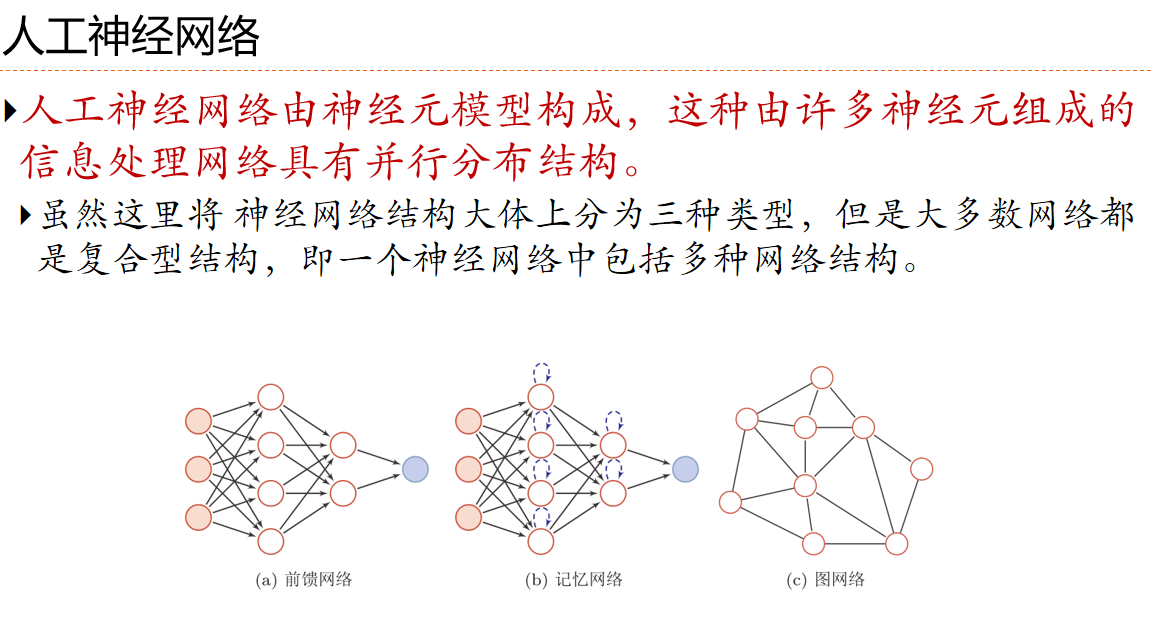 人工神经网络
人工神经网络由神经元模型构成，这种由许多神经元组成的
信息处理网络具有并行分布结构。
虽然这里将 神经网络结构大体上分为三种类型，但是大多数网络都
是复合型结构，即一个神经网络中包括多种网络结构。
(a) 前馈网络
(b) 记忆网络
(c) 图网络